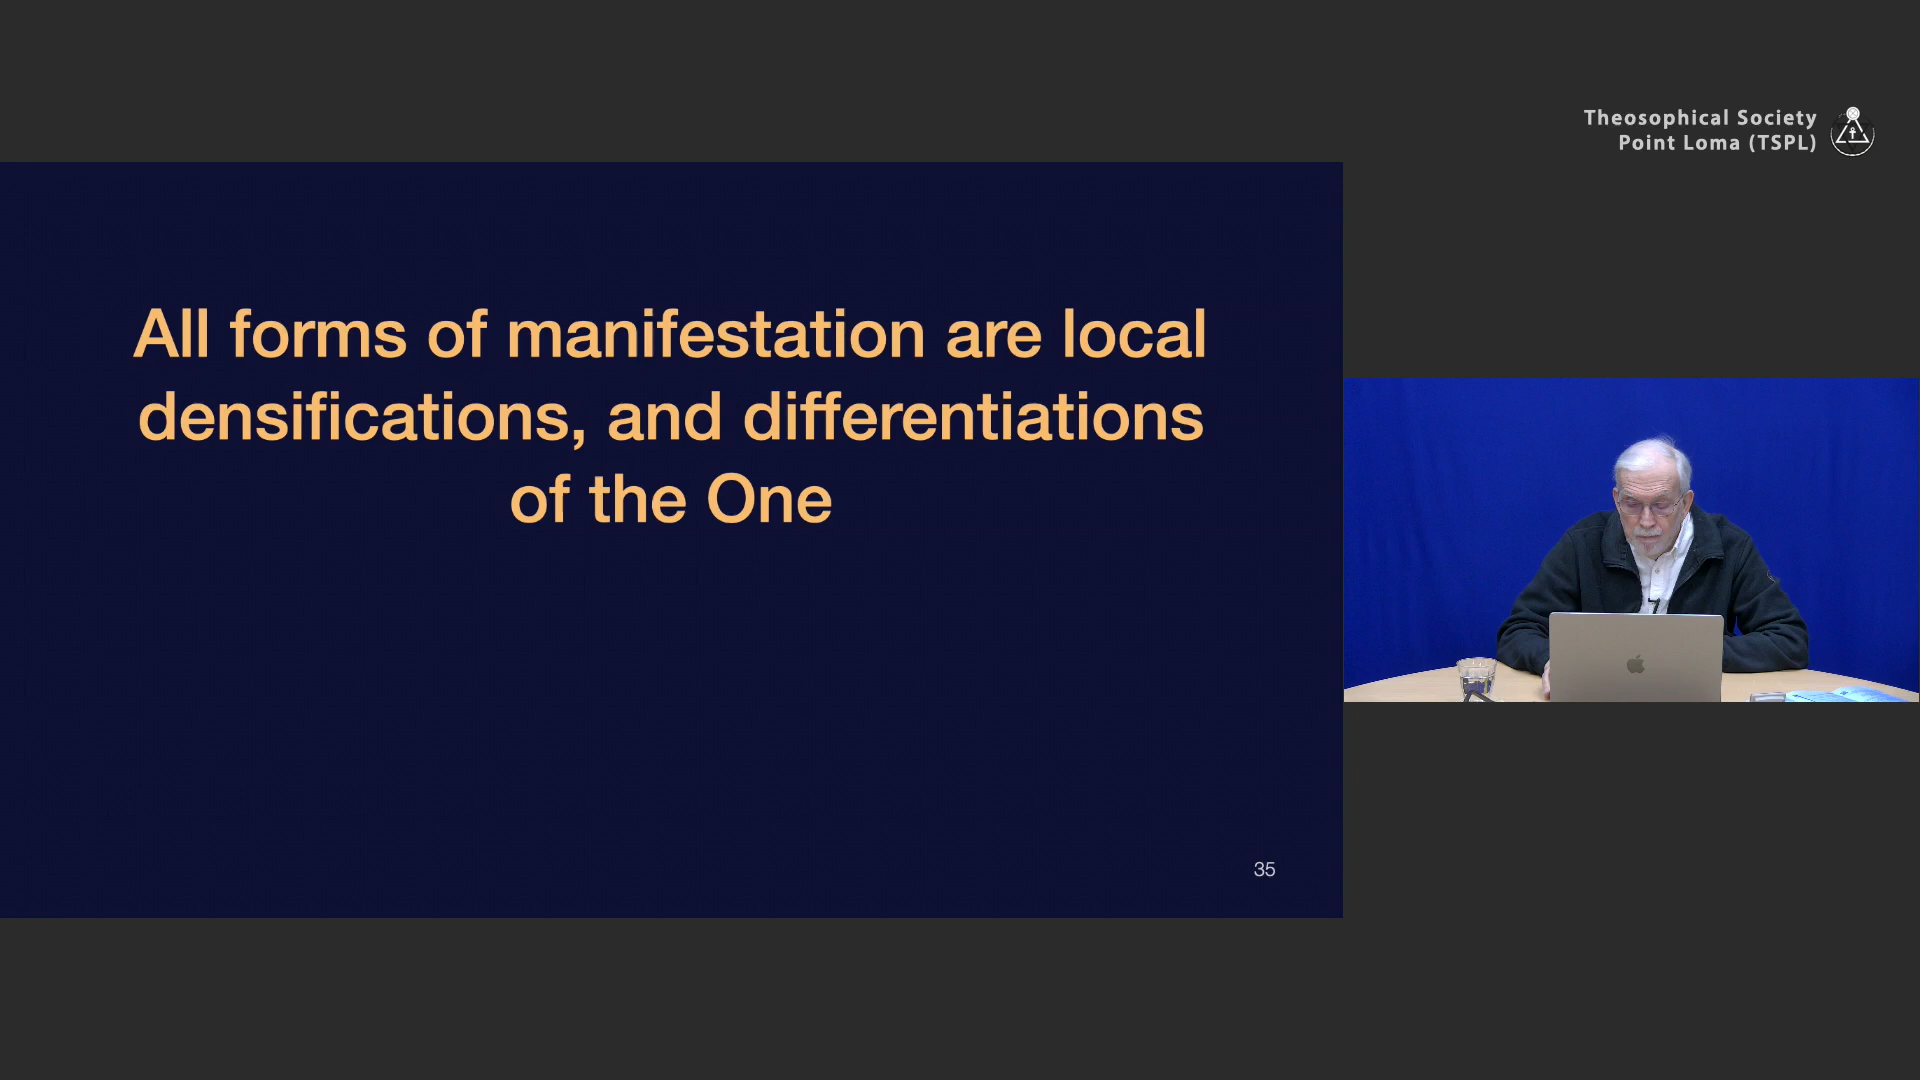 Theosophical Society
Point Loma (TSPL)
All forms of manifestation are local
densifications, and differentiations
of the One
35